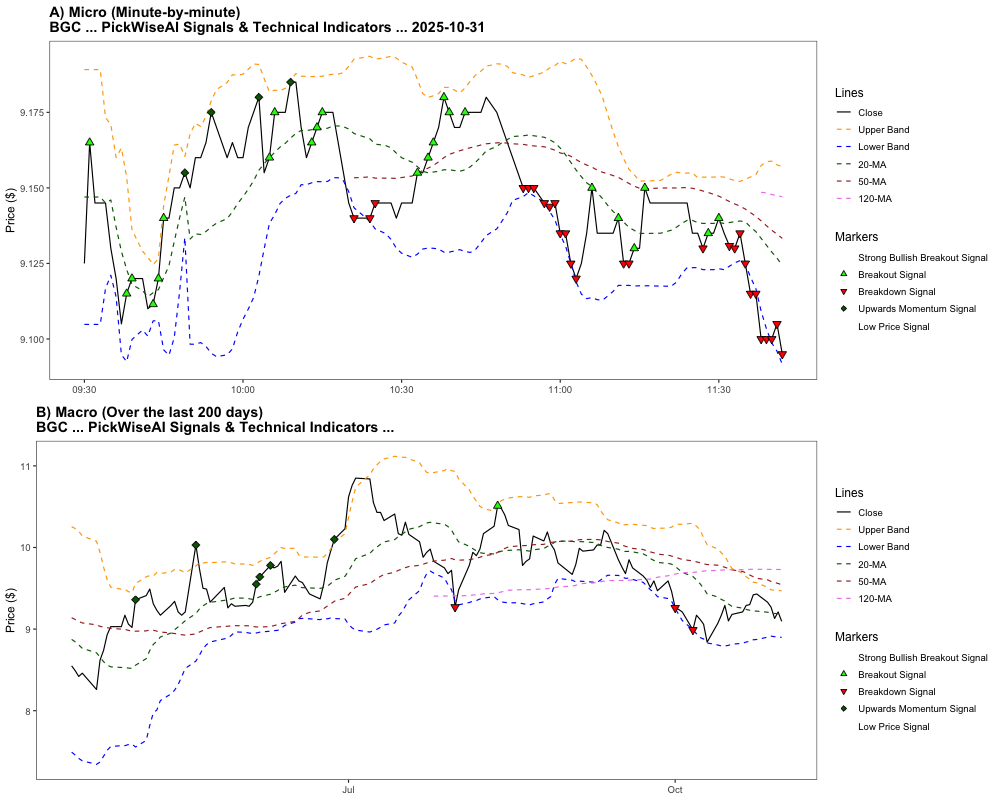 A) Micro (Minute-by-minute)
BGC ... PickWiseAI Signals & Technical Indicators ... 2025-10-31
Price ($)
9.175
9.150
9.125
9.100
09:30
10:00
10:30
11:00
11:30
Lines
Close
Upper Band
Lower Band
20-MA
50-MA
120-MA
Markers
Strong Bullish Breakout Signal
Breakout Signal
Breakdown Signal
Upwards Momentum Signal
Low Price Signal
B) Macro (Over the last 200 days)
BGC ... PickWiseAI Signals & Technical Indicators ...
Price ($)
11
10
9
8
Jul
Oct
Lines
Close
Upper Band
Lower Band
20-MA
50-MA
120-MA
Markers
Strong Bullish Breakout Signal
Breakout Signal
Breakdown Signal
Upwards Momentum Signal
Low Price Signal